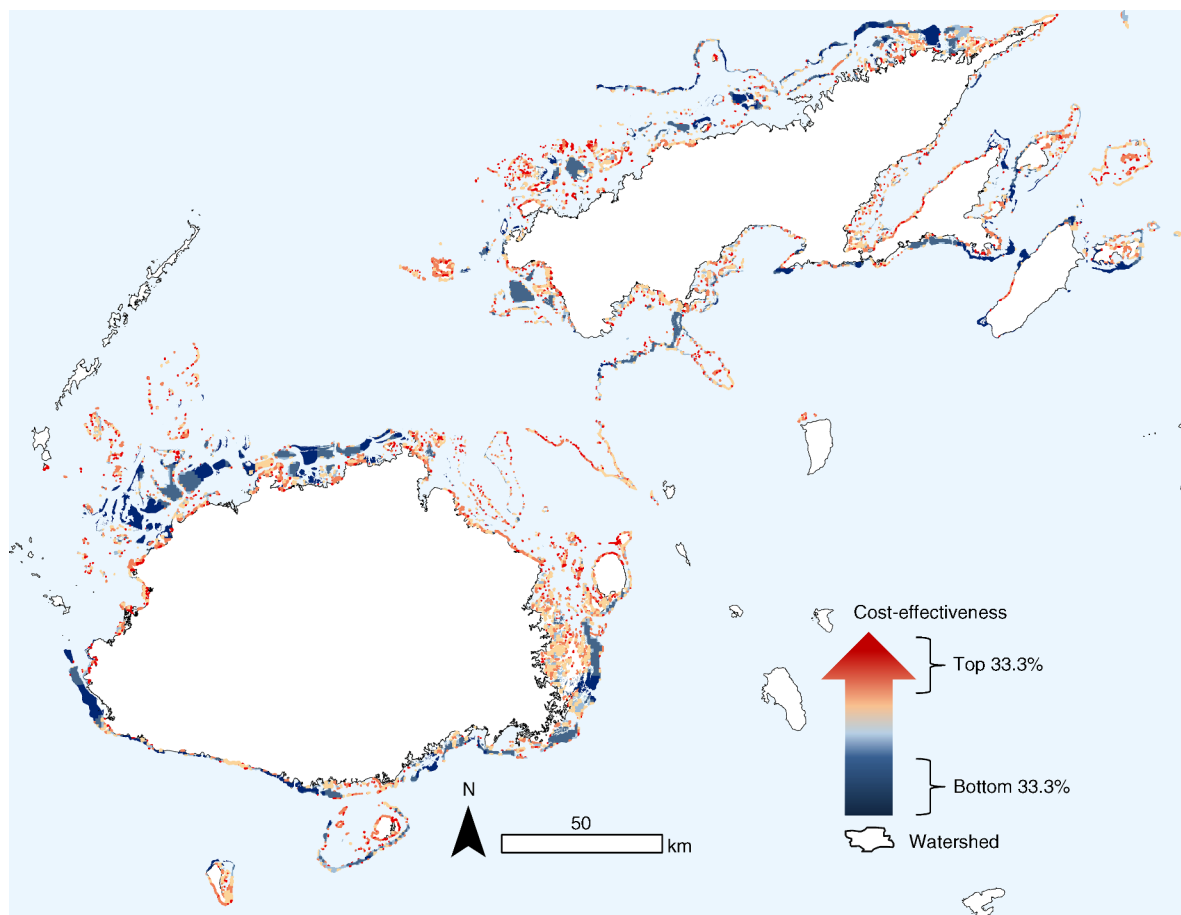 Cost-effectiveness
Top 33.3%
Bottom 33.3%
Watershed
N
50
km